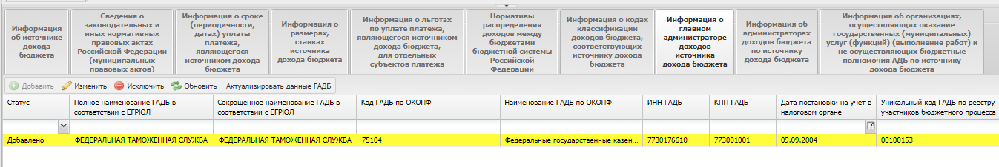 Информация
об источнике
дохода
бюджета
Сведения о
законодательных и
иных нормативных
правовых актах
Российской Федерации
(муниципальных
правовых актов)
Информация о сроке
(периодичности,
датах) уплаты
платежа,
являющегося
источником дохода
бюджета
Информация о
размерах,
ставках
источника
дохода бюджета
Информация о льготах
по уплате платежа,
являющегося источником
дохода бюджета,
для отдельных
субъектов платежа
Нормативы
распределения
доходов между
бюджетами
бюджетной системы
Российской
Федерации
Информация о кодах
классификации
доходов бюджета,
соответствующих
источнику дохода
бюджета
Информация о
главном
администраторе
доходов
источника
дохода бюджета
Информация об
администраторах
доходов бюджета
по источнику
дохода бюджета
Информация об организациях,
осуществляющих оказание
государственных (муниципальных)
услуг (функций) (выполнение работ) и
не осуществляющих бюджетные
полномочия АДБ по источнику
дохода бюджета
Добавить Изменить Исключить Обновить Актуализировать данные ГАДБ
Статус
Полное наименование ГАДБ в
соответствии с ЕГРЮЛ
Сокращенное наименование ГАДБ в
соответствии с ЕГРЮЛ
Код ГАДБ по ОКОПФ
Наименование ГАДБ по ОКОПФ
ИНН ГАДБ
КПП ГАДБ
Дата постановки на учет в
налоговом органе
Уникальный код ГАДБ по реестру
участников бюджетного процесса
Добавлено ФЕДЕРАЛЬНАЯ ТАМОЖЕННАЯ СЛУЖБА ФЕДЕРАЛЬНАЯ ТАМОЖЕННАЯ СЛУЖБА 75104 Федеральные государственные казен... 7730176610 773001001 09.09.2004 00100153